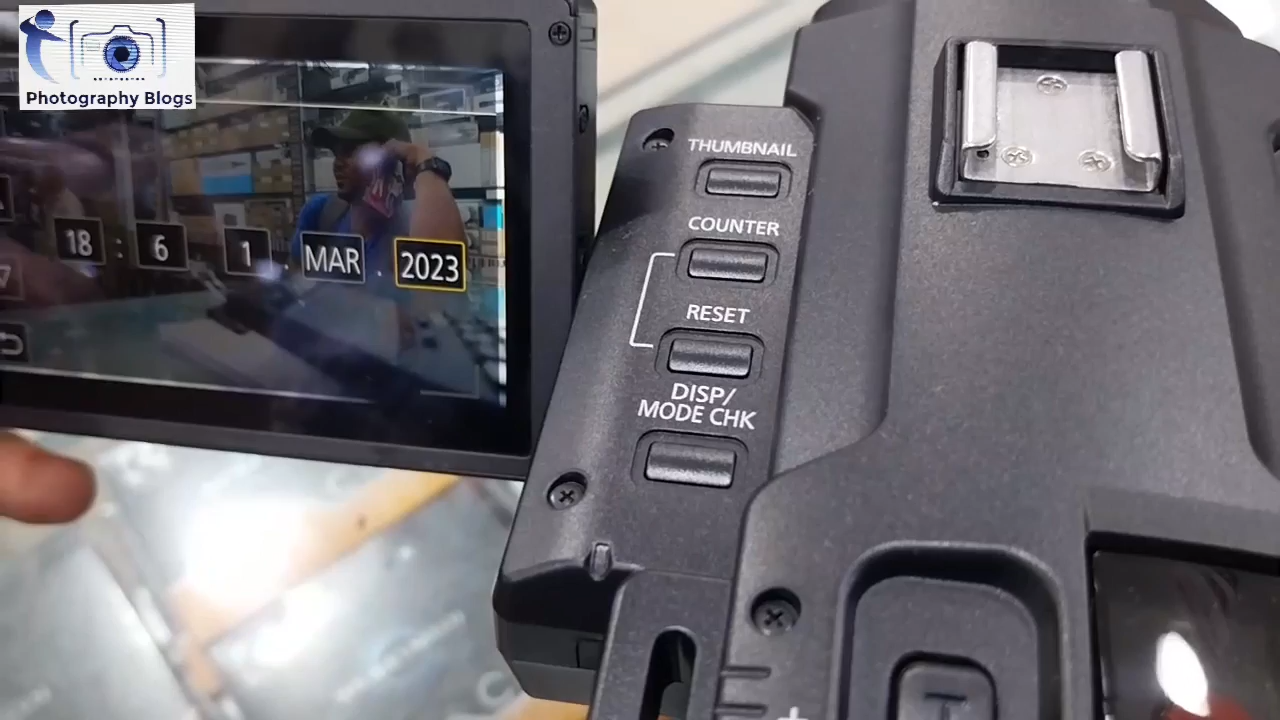 Photography Blogs
18 : 6 1 . MAR . 2023
THUMBNAIL
COUNTER
RESET
DISP/
MODE CHK
T